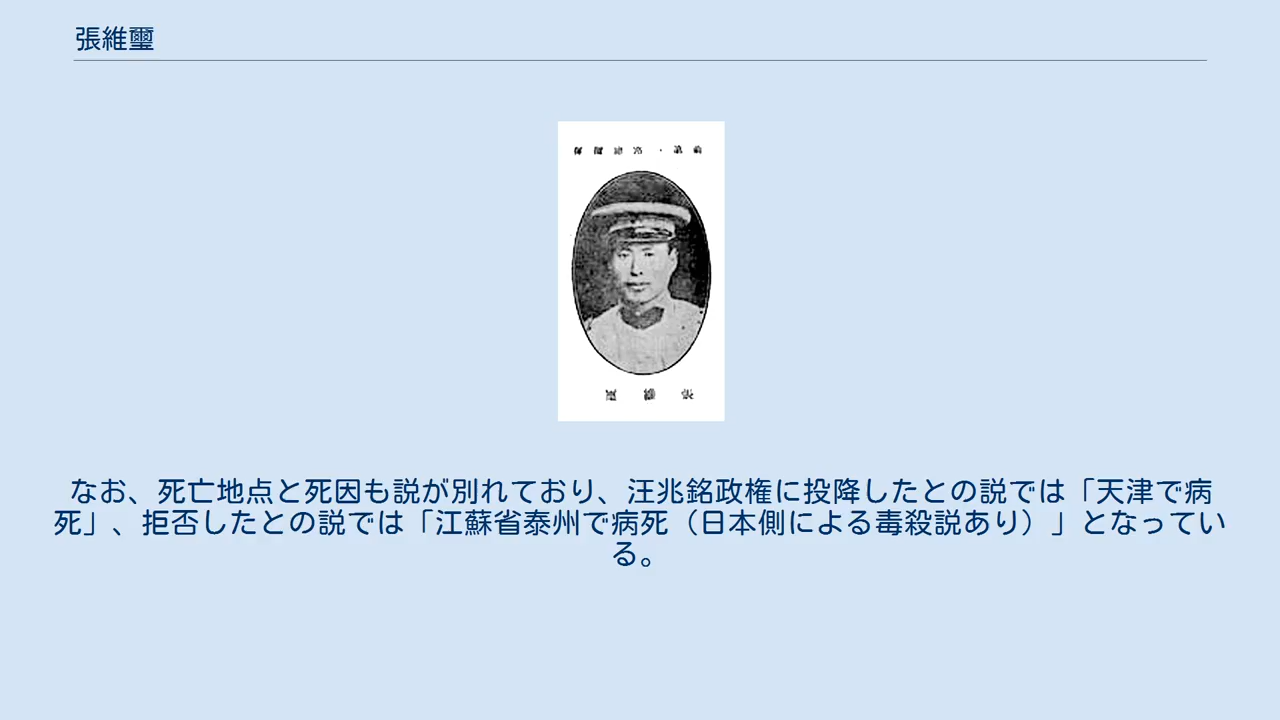 張維璽
なお、死亡地点と死因も説が別れており、汪兆銘政権に投降したとの説では「天津で病
死」、拒否したとの説では「江蘇省泰州で病死（日本側による毒殺説あり）」となってい
る。